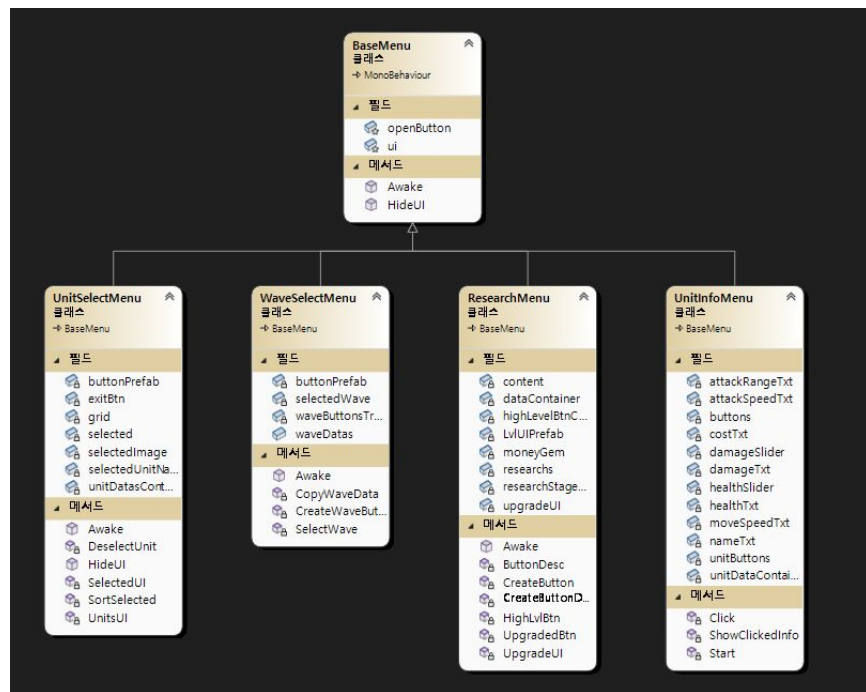 BaseMenu
클래스
→ MonoBehaviour
필드
openButton
ui
메서드
Awake
HideUI
UnitSelectMenu
클래스
→ BaseMenu
필드
buttonPrefab
exitBtn
grid
selected
selectedImage
selectedUnitNa...
unitDatasCont...
메서드
Awake
DeselectUnit
HideUI
SelectedUI
SortSelected
UnitsUI
WaveSelectMenu
클래스
→ BaseMenu
필드
buttonPrefab
selectedWave
waveButtonsTr...
waveDatas
메서드
Awake
CopyWaveData
CreateWaveBut...
SelectWave
ResearchMenu
클래스
→ BaseMenu
필드
content
dataContainer
highLevelBtnC...
LvlUIPrefab
moneyGem
researchs
researchStage...
upgradeUI
메서드
Awake
ButtonDesc
CreateButton
CreateButtonD...
HighLvlBtn
UpgradedBtn
UpgradeUI
UnitInfoMenu
클래스
→ BaseMenu
필드
attackRangeTxt
attackSpeedTxt
buttons
costTxt
damageSlider
damageTxt
healthSlider
healthTxt
moveSpeedTxt
nameTxt
unitButtons
unitDataContai...
메서드
Click
ShowClickedInfo
Start